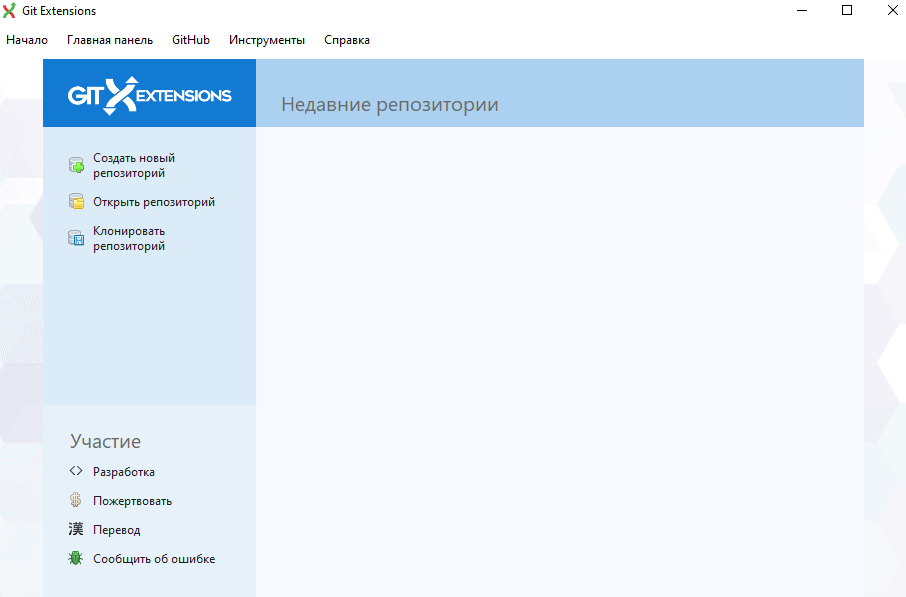 Git Extensions
Начало Главная панель GitHub Инструменты Справка
GIT EXTENSIONS
Недавние репозитории
Создать новый
репозиторий
Открыть репозиторий
Клонировать
репозиторий
Участие
Разработка
Пожертвовать
漢 Перевод
Сообщить об ошибке